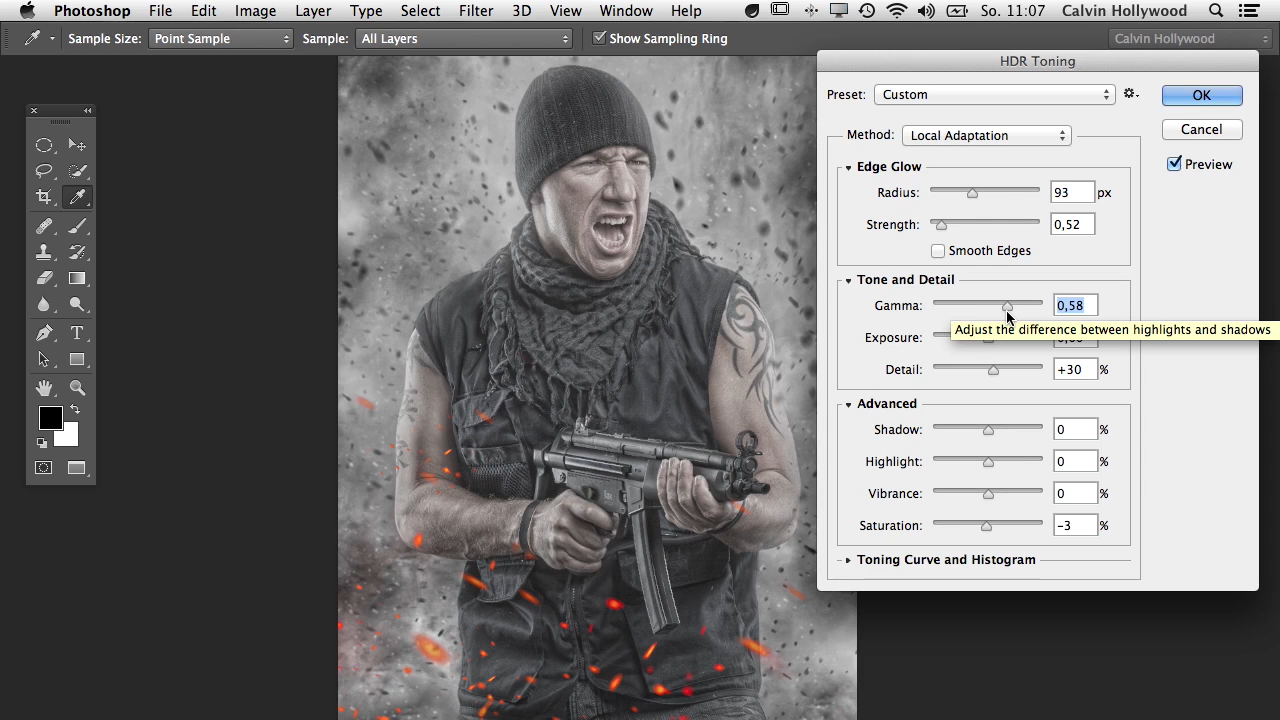 Photoshop File Edit Image Layer Type Select Filter 3D View Window Help So. 11:07 Calvin Hollywood
Sample Size: Point Sample Sample: All Layers Show Sampling Ring Calvin Hollywood
HDR Toning
Preset: Custom OK
Method: Local Adaptation Cancel
Preview
Edge Glow
Radius: 93 px
Strength: 0,52
Smooth Edges
Tone and Detail
Gamma: 0,58
Adjust the difference between highlights and shadows
Exposure:
Detail: +30 %
Advanced
Shadow: 0 %
Highlight: 0 %
Vibrance: 0 %
Saturation: −3 %
Toning Curve and Histogram